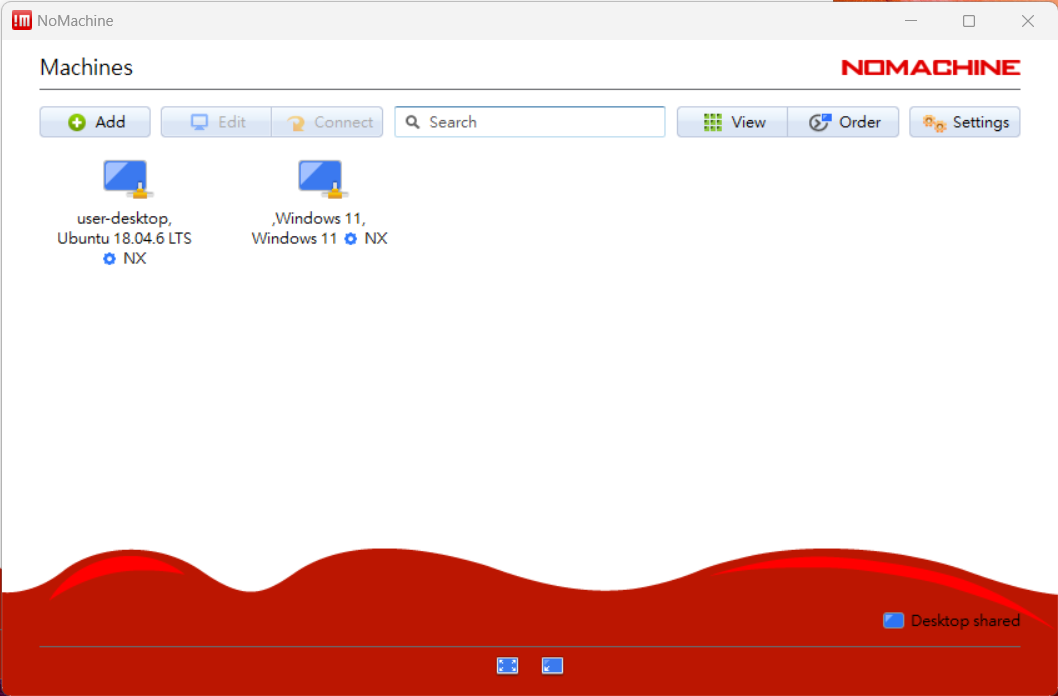 !m NoMachine
Machines
NOMACHINE
Add
Edit
Connect
Search
View
Order
Settings
user-desktop,
Ubuntu 18.04.6 LTS
NX
,Windows 11,
Windows 11 NX
Desktop shared